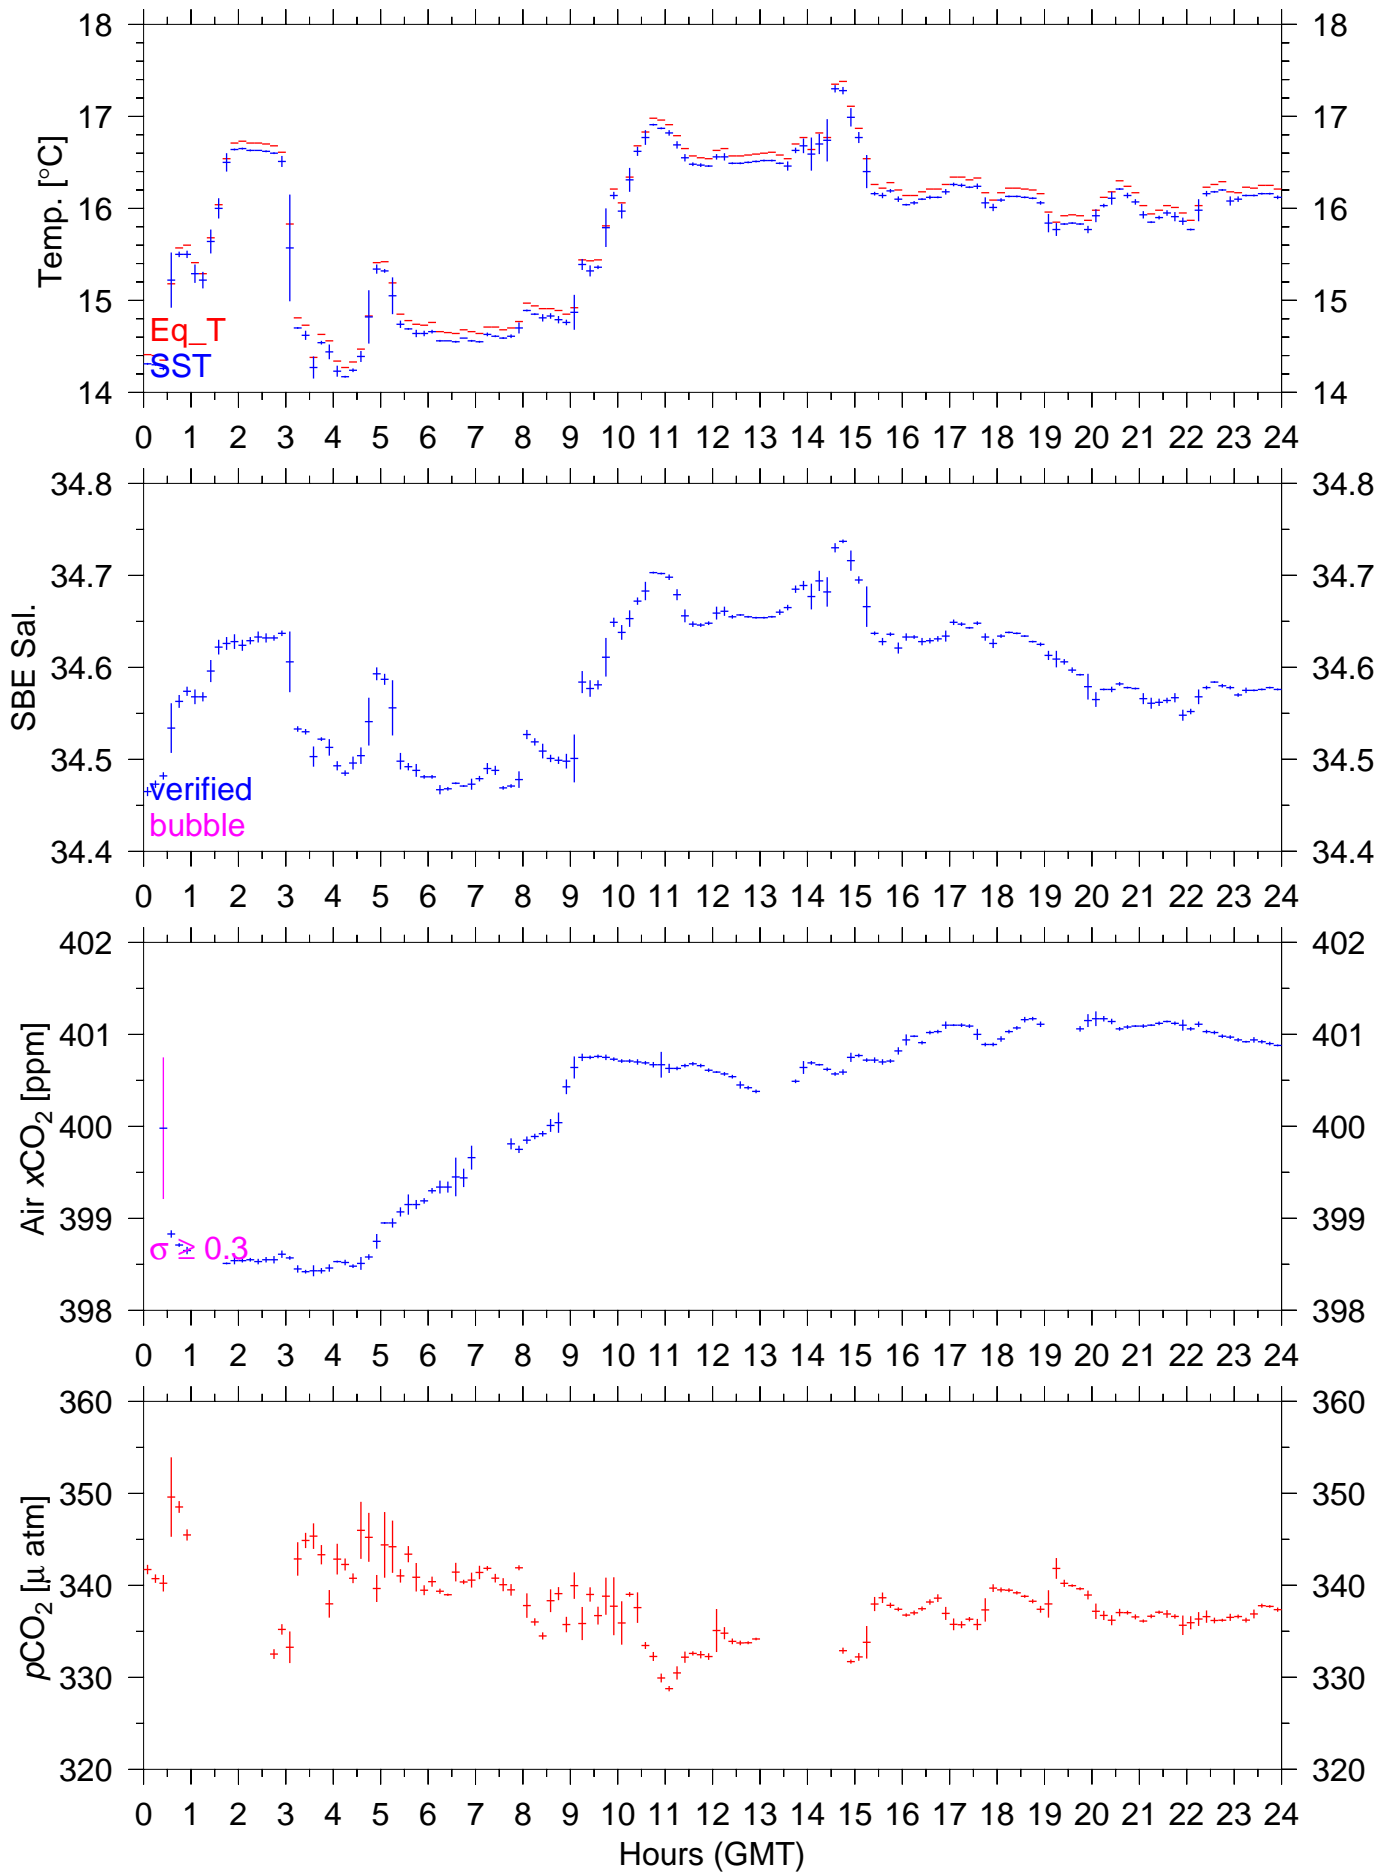 18 18
17 17
16 16
15 15
14 14
Temp. [°C]
Eq_T
SST
0 1 2 3 4 5 6 7 8 9 10 11 12 13 14 15 16 17 18 19 20 21 22 23 24
34.8 34.8
34.7 34.7
34.6 34.6
34.5 34.5
34.4 34.4
SBE Sal.
verified
bubble
0 1 2 3 4 5 6 7 8 9 10 11 12 13 14 15 16 17 18 19 20 21 22 23 24
402 402
401 401
400 400
399 399
398 398
Air xCO₂ [ppm]
σ ≥ 0.3
0 1 2 3 4 5 6 7 8 9 10 11 12 13 14 15 16 17 18 19 20 21 22 23 24
360 360
350 350
340 340
330 330
320 320
pCO₂ [µ atm]
0 1 2 3 4 5 6 7 8 9 10 11 12 13 14 15 16 17 18 19 20 21 22 23 24
Hours (GMT)